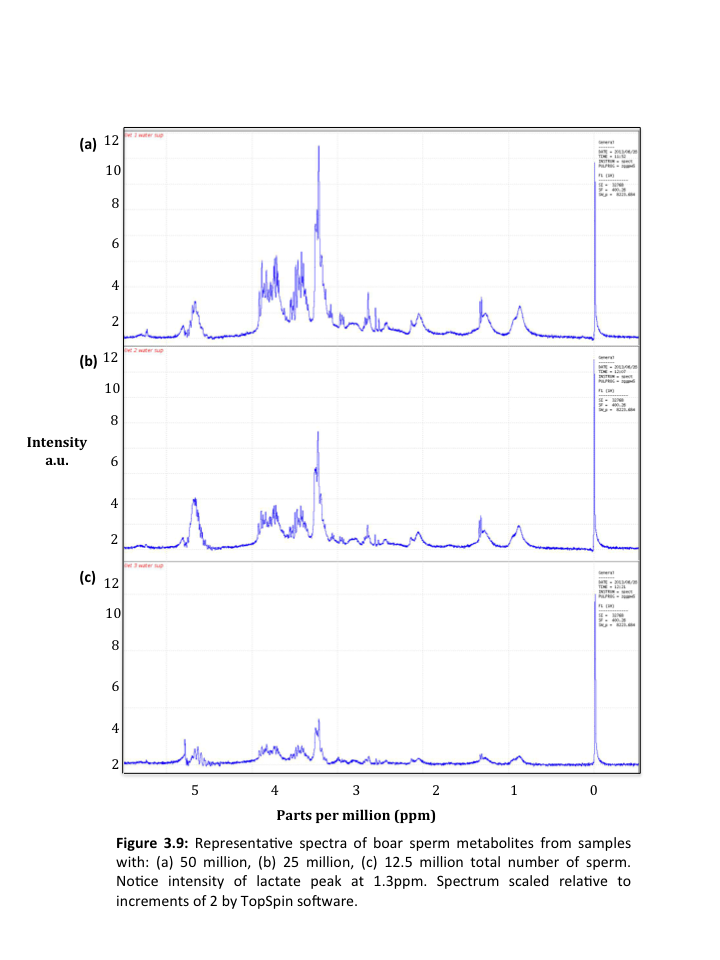 (a)
12
10
8
6
4
2
(b)
12
10
8
6
4
2
(c)
12
10
8
6
4
2
Intensity
a.u.
5 4 3 2 1 0
Parts per million (ppm)
Figure 3.9: Representative spectra of boar sperm metabolites from samples
with: (a) 50 million, (b) 25 million, (c) 12.5 million total number of sperm.
Notice intensity of lactate peak at 1.3ppm. Spectrum scaled relative to
increments of 2 by TopSpin software.